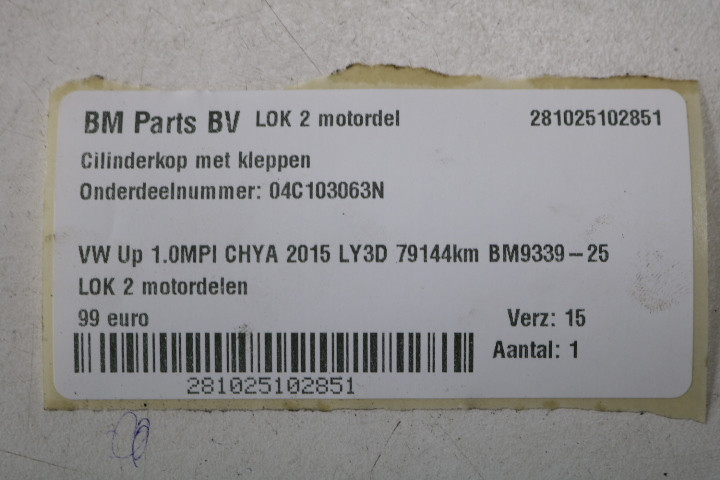 BM Parts BV LOK 2 motordel 281025102851
Cilinderkop met kleppen
Onderdeelnummer: 04C103063N
VW Up 1.0MPI CHYA 2015 LY3D 79144km BM9339-25
LOK 2 motordelen
99 euro Verz: 15
Aantal: 1
281025102851